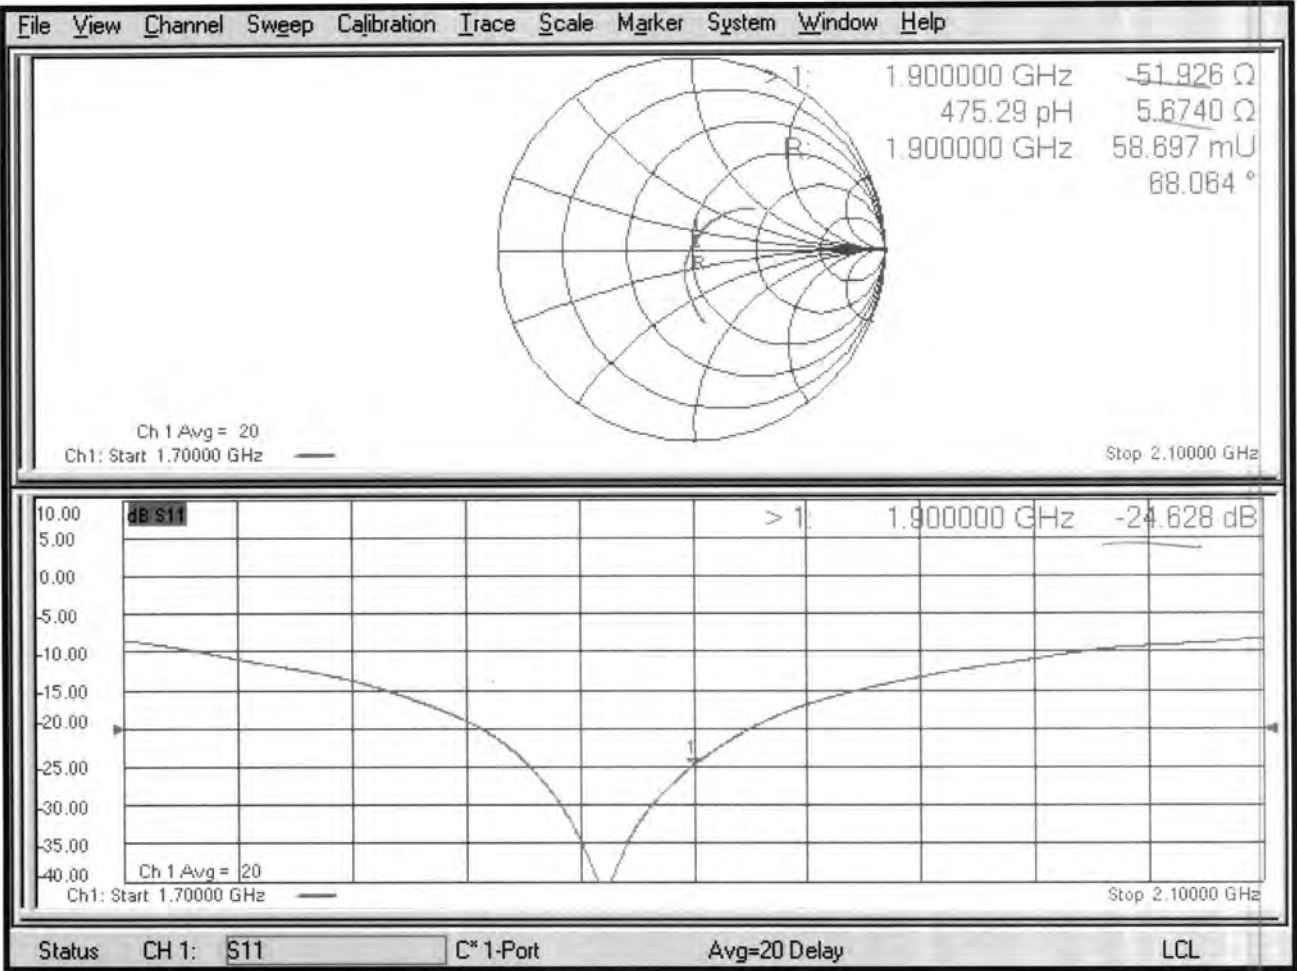 File View Channel Sweep Calibration Trace Scale Marker System Window Help
> 1: 1.900000 GHz 51.926 Ω
475.29 pH 5.6740 Ω
R: 1.900000 GHz 58.697 mU
68.064 °
R
Ch 1 Avg = 20
Ch1: Start 1.70000 GHz
Stop 2.10000 GHz
dB S11
> 1: 1.900000 GHz -24.628 dB
10.00
5.00
0.00
-5.00
-10.00
-15.00
-20.00
-25.00
-30.00
-35.00
-40.00
1
Ch 1 Avg = 20
Ch1: Start 1.70000 GHz
Stop 2.10000 GHz
Status CH 1: S11 C* 1-Port Avg=20 Delay LCL